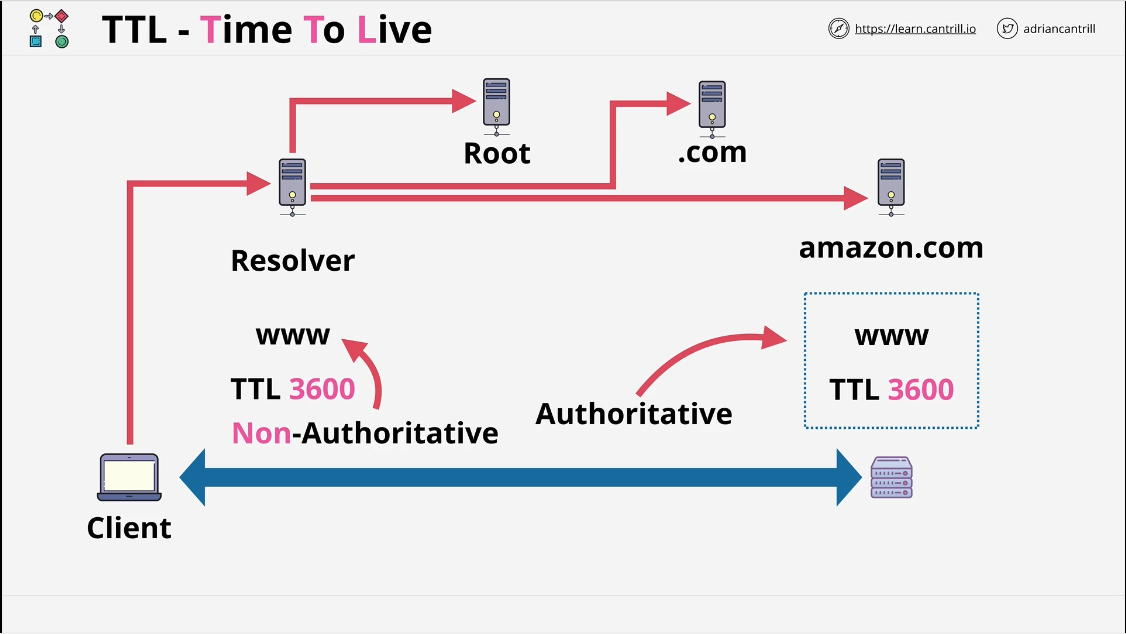 TTL - Time To Live
https://learn.cantrill.io
adriancantrill
Root
.com
Resolver
amazon.com
www
TTL 3600
Non-Authoritative
Authoritative
www
TTL 3600
Client